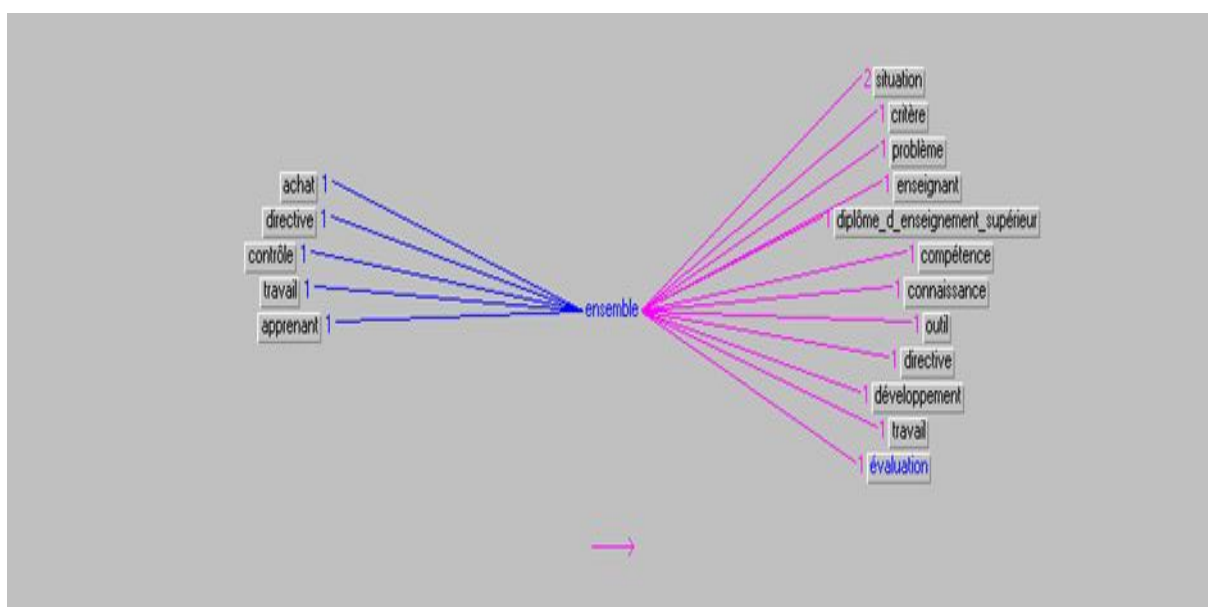 achat 1
directive 1
contrôle 1
travail 1
apprenant 1
ensemble
2 situation
1 critère
1 problème
1 enseignant
1 diplôme_d_enseignement_supérieur
1 compétence
1 connaissance
1 outil
1 directive
1 développement
1 travail
1 évaluation